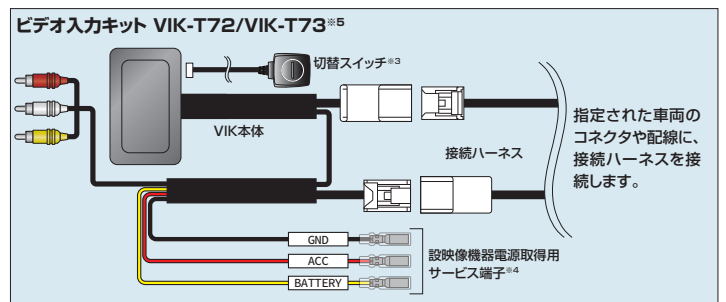 ビデオ入力キット VIK-T72/VIK-T73※5
切替スイッチ※3
VIK本体
接続ハーネス
指定された車両の
コネクタや配線に、
接続ハーネスを接
続します。
GND
ACC
BATTERY
設映像機器電源取得用
サービス端子※4